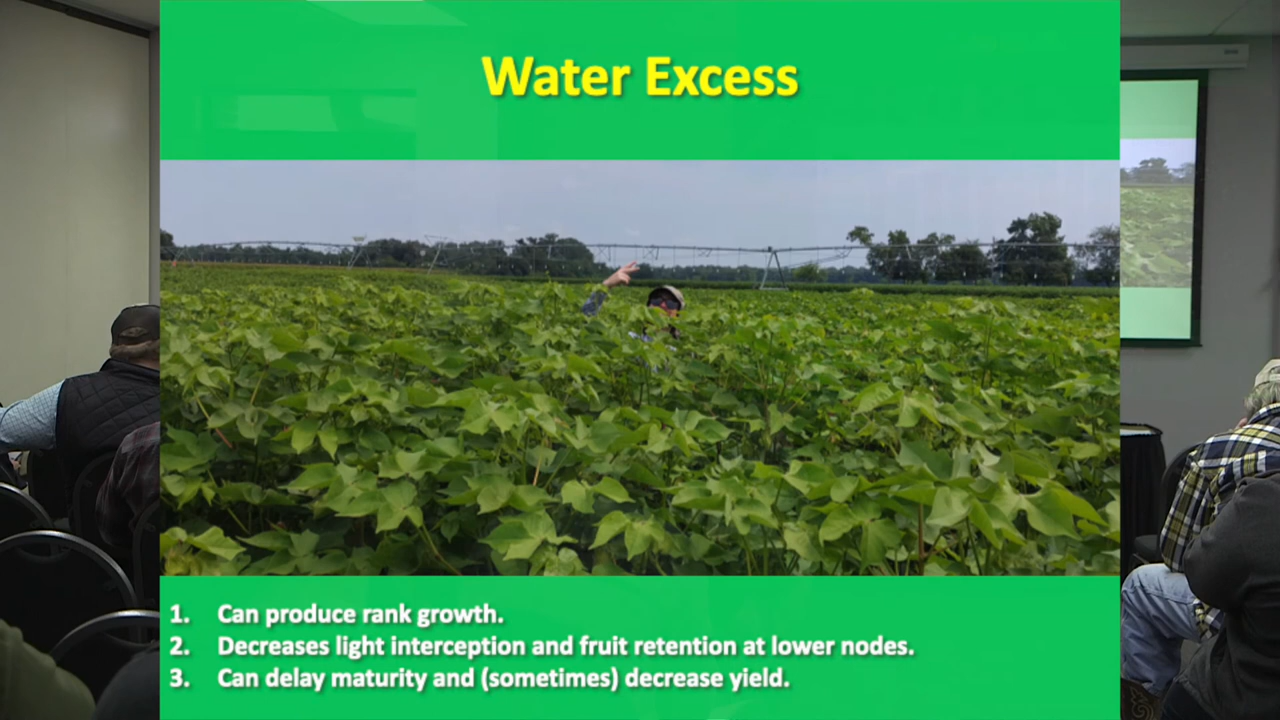 Water Excess
1. Can produce rank growth.
2. Decreases light interception and fruit retention at lower nodes.
3. Can delay maturity and (sometimes) decrease yield.